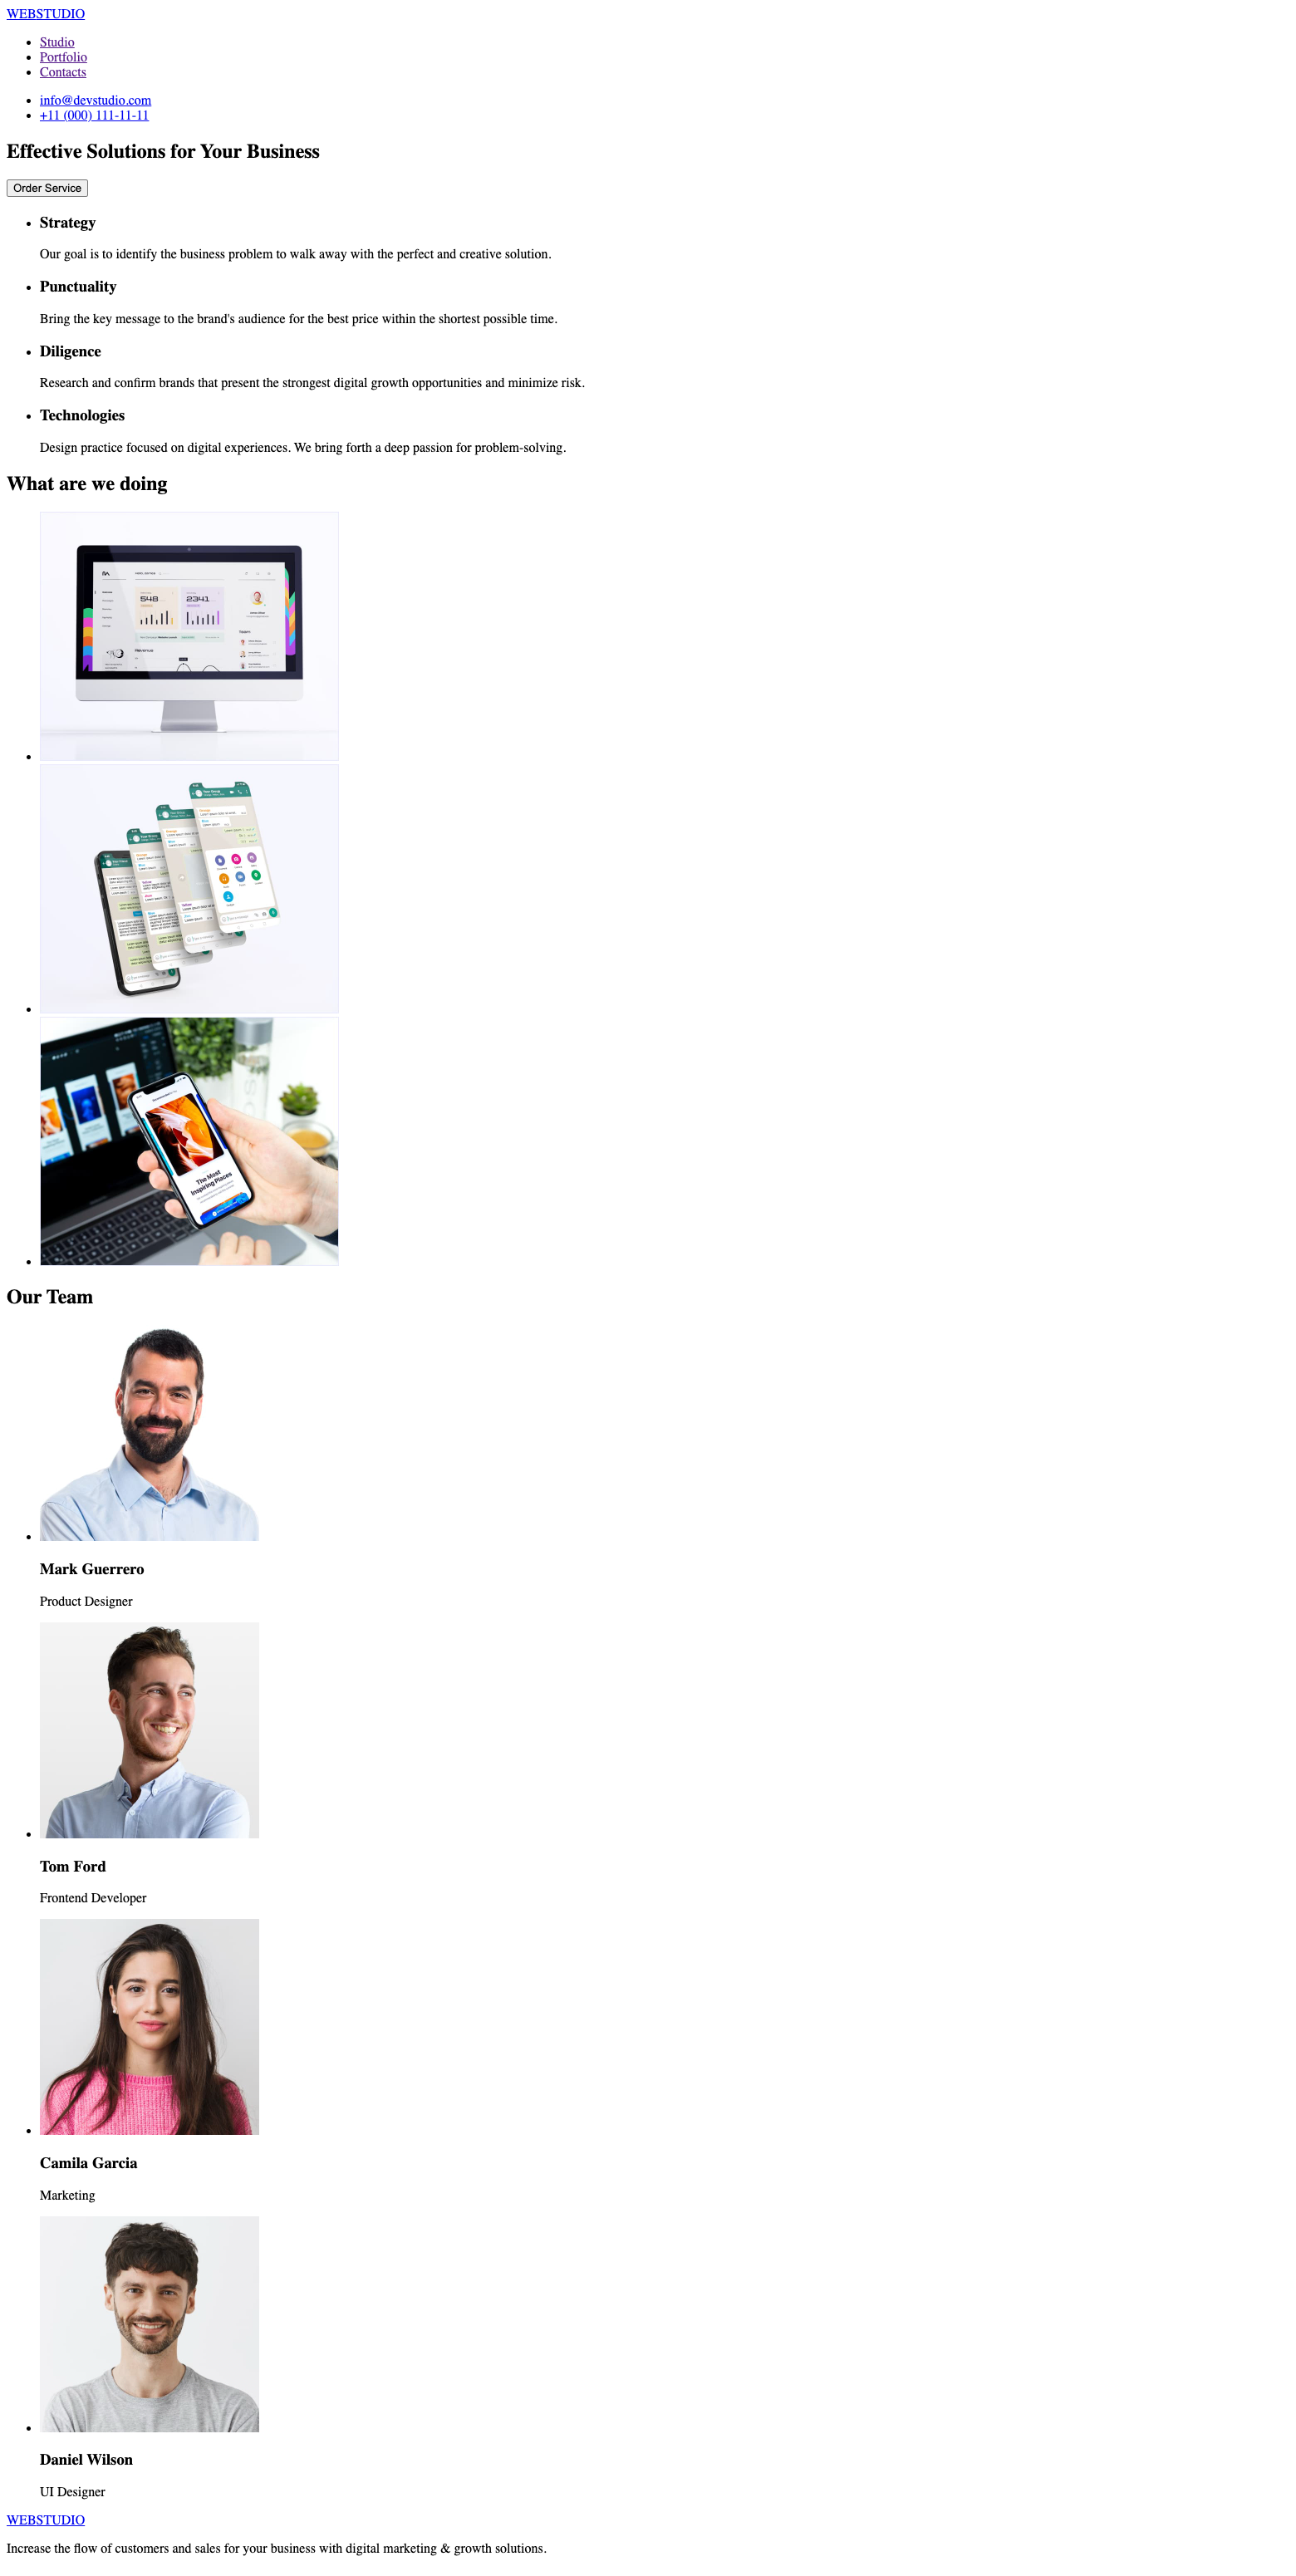 WEBSTUDIO
Studio
Portfolio
Contacts
info@devstudio.com
+11 (000) 111-11-11
Effective Solutions for Your Business
Order Service
Strategy
Our goal is to identify the business problem to walk away with the perfect and creative solution.
Punctuality
Bring the key message to the brand's audience for the best price within the shortest possible time.
Diligence
Research and confirm brands that present the strongest digital growth opportunities and minimize risk.
Technologies
Design practice focused on digital experiences. We bring forth a deep passion for problem-solving.
What are we doing
548
2341
Team
Revenue
The Most
Inspiring Places
Our Team
Mark Guerrero
Product Designer
Tom Ford
Frontend Developer
Camila Garcia
Marketing
Daniel Wilson
UI Designer
WEBSTUDIO
Increase the flow of customers and sales for your business with digital marketing & growth solutions.